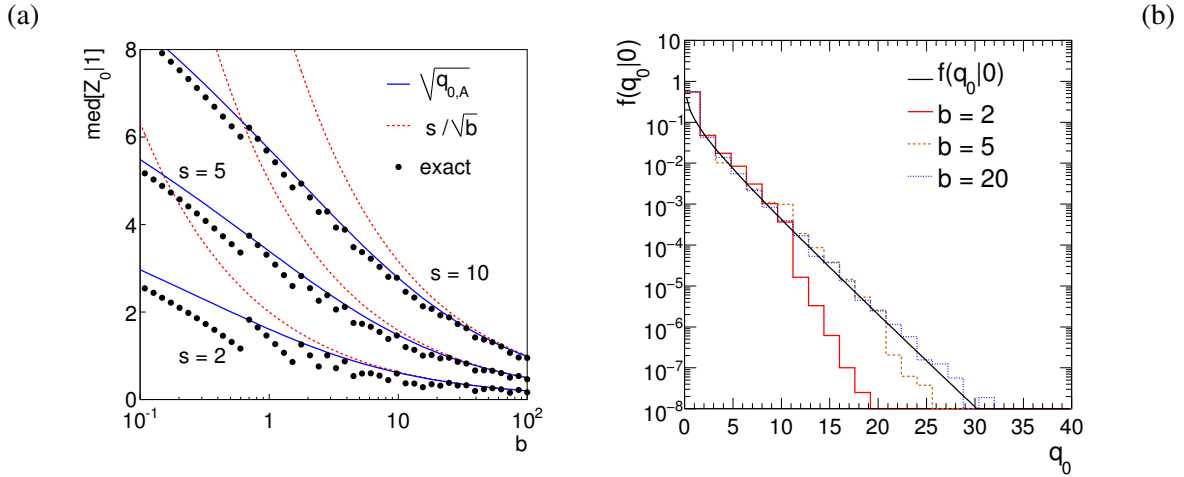 (a)
(b)
med[Z₀|1]
8
6
4
2
0
10⁻¹
1
10
10²
b
√q₀,A
s /√b
exact
s = 5
s = 10
s = 2
f(q₀|0)
10
1
10⁻¹
10⁻²
10⁻³
10⁻⁴
10⁻⁵
10⁻⁶
10⁻⁷
10⁻⁸
0 5 10 15 20 25 30 35 40
q₀
f(q₀|0)
b = 2
b = 5
b = 20